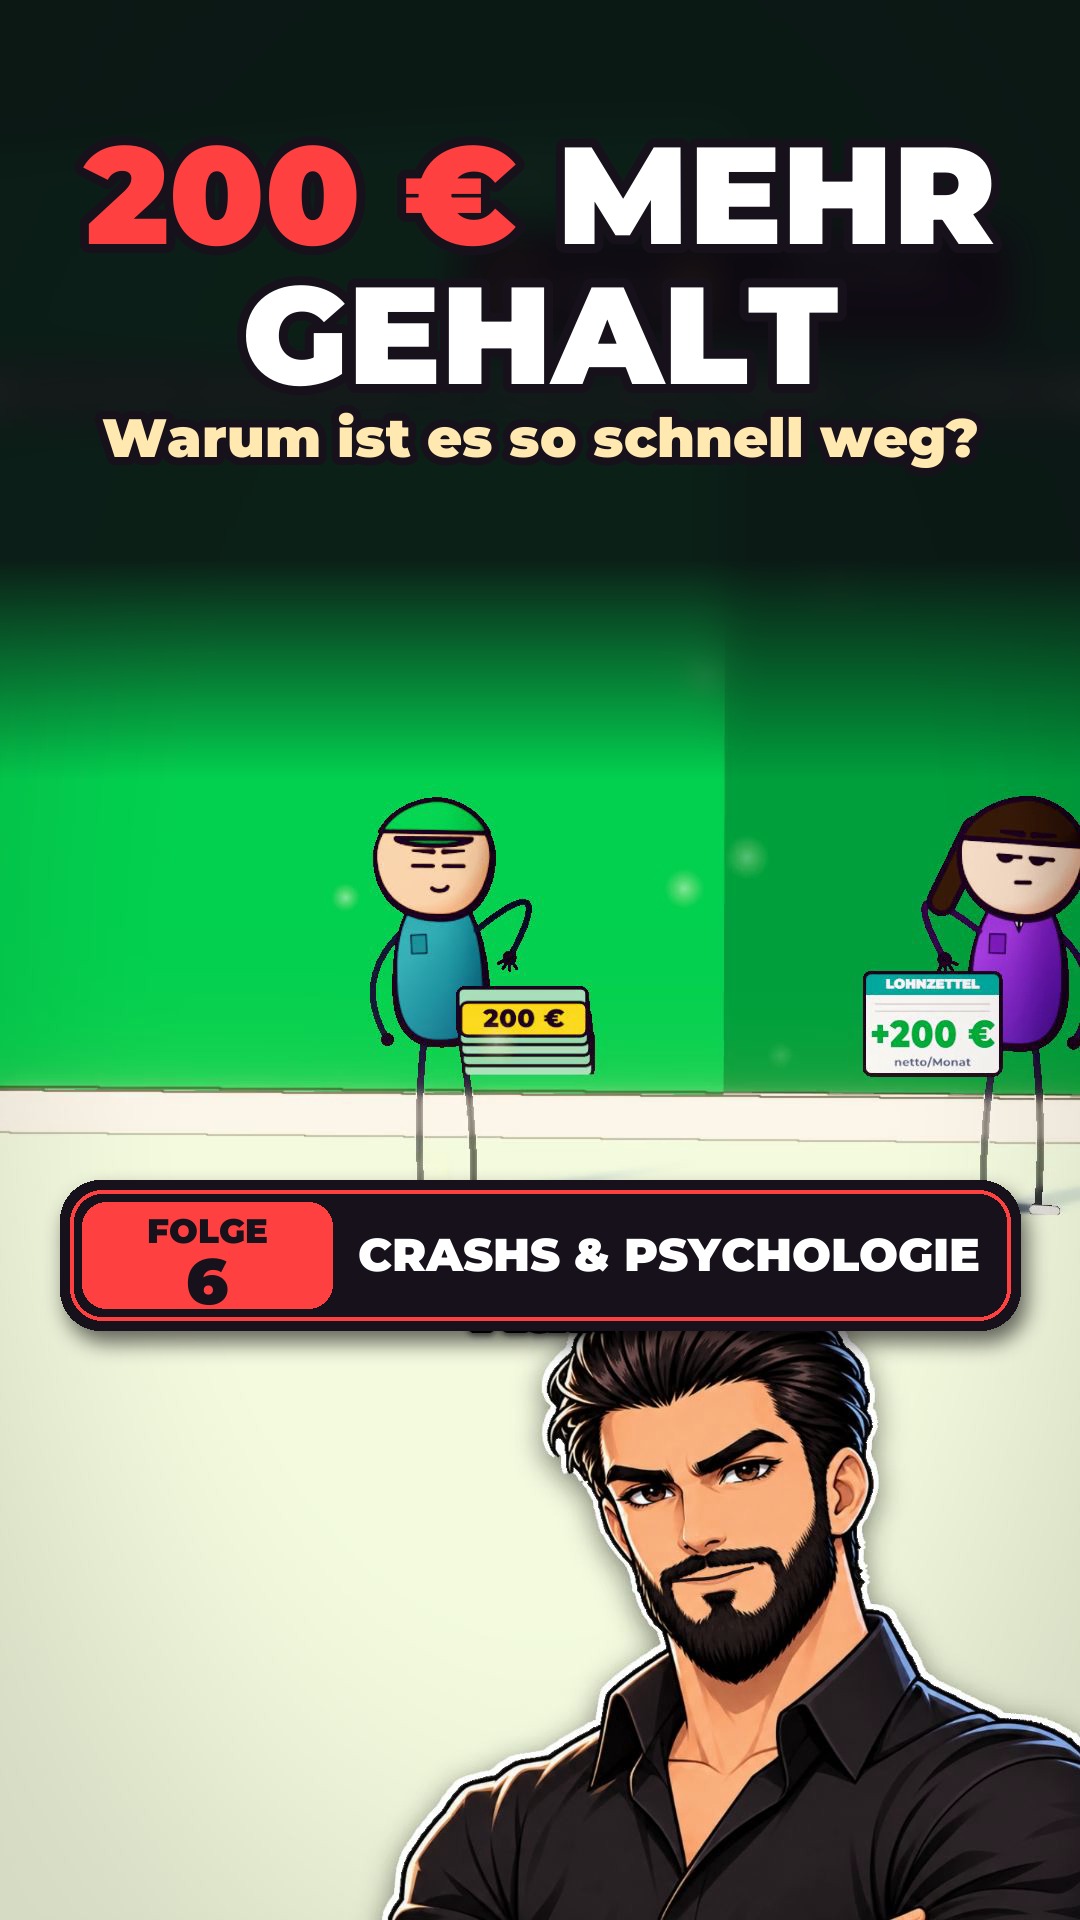 200 € MEHR
GEHALT
Warum ist es so schnell weg?
200 €
LOHNZETTEL
+200 €
netto/Monat
FOLGE
6
CRASHS & PSYCHOLOGIE